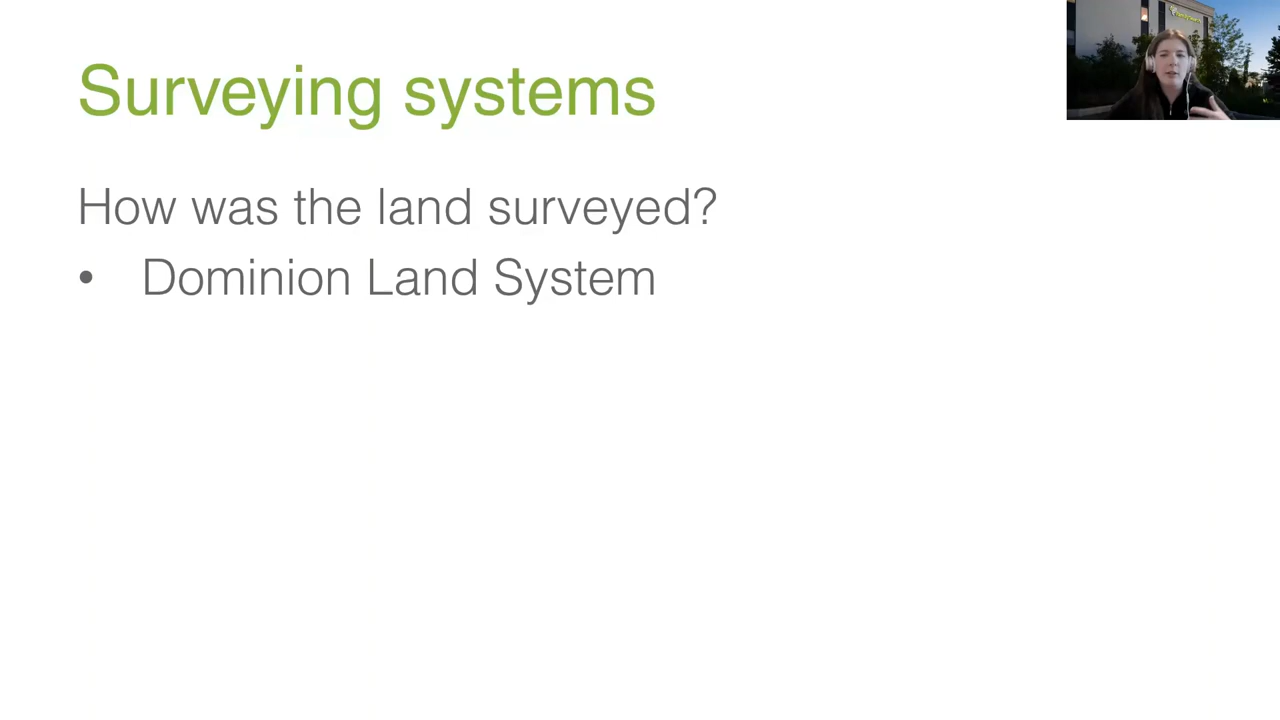 Surveying systems
How was the land surveyed?
• Dominion Land System